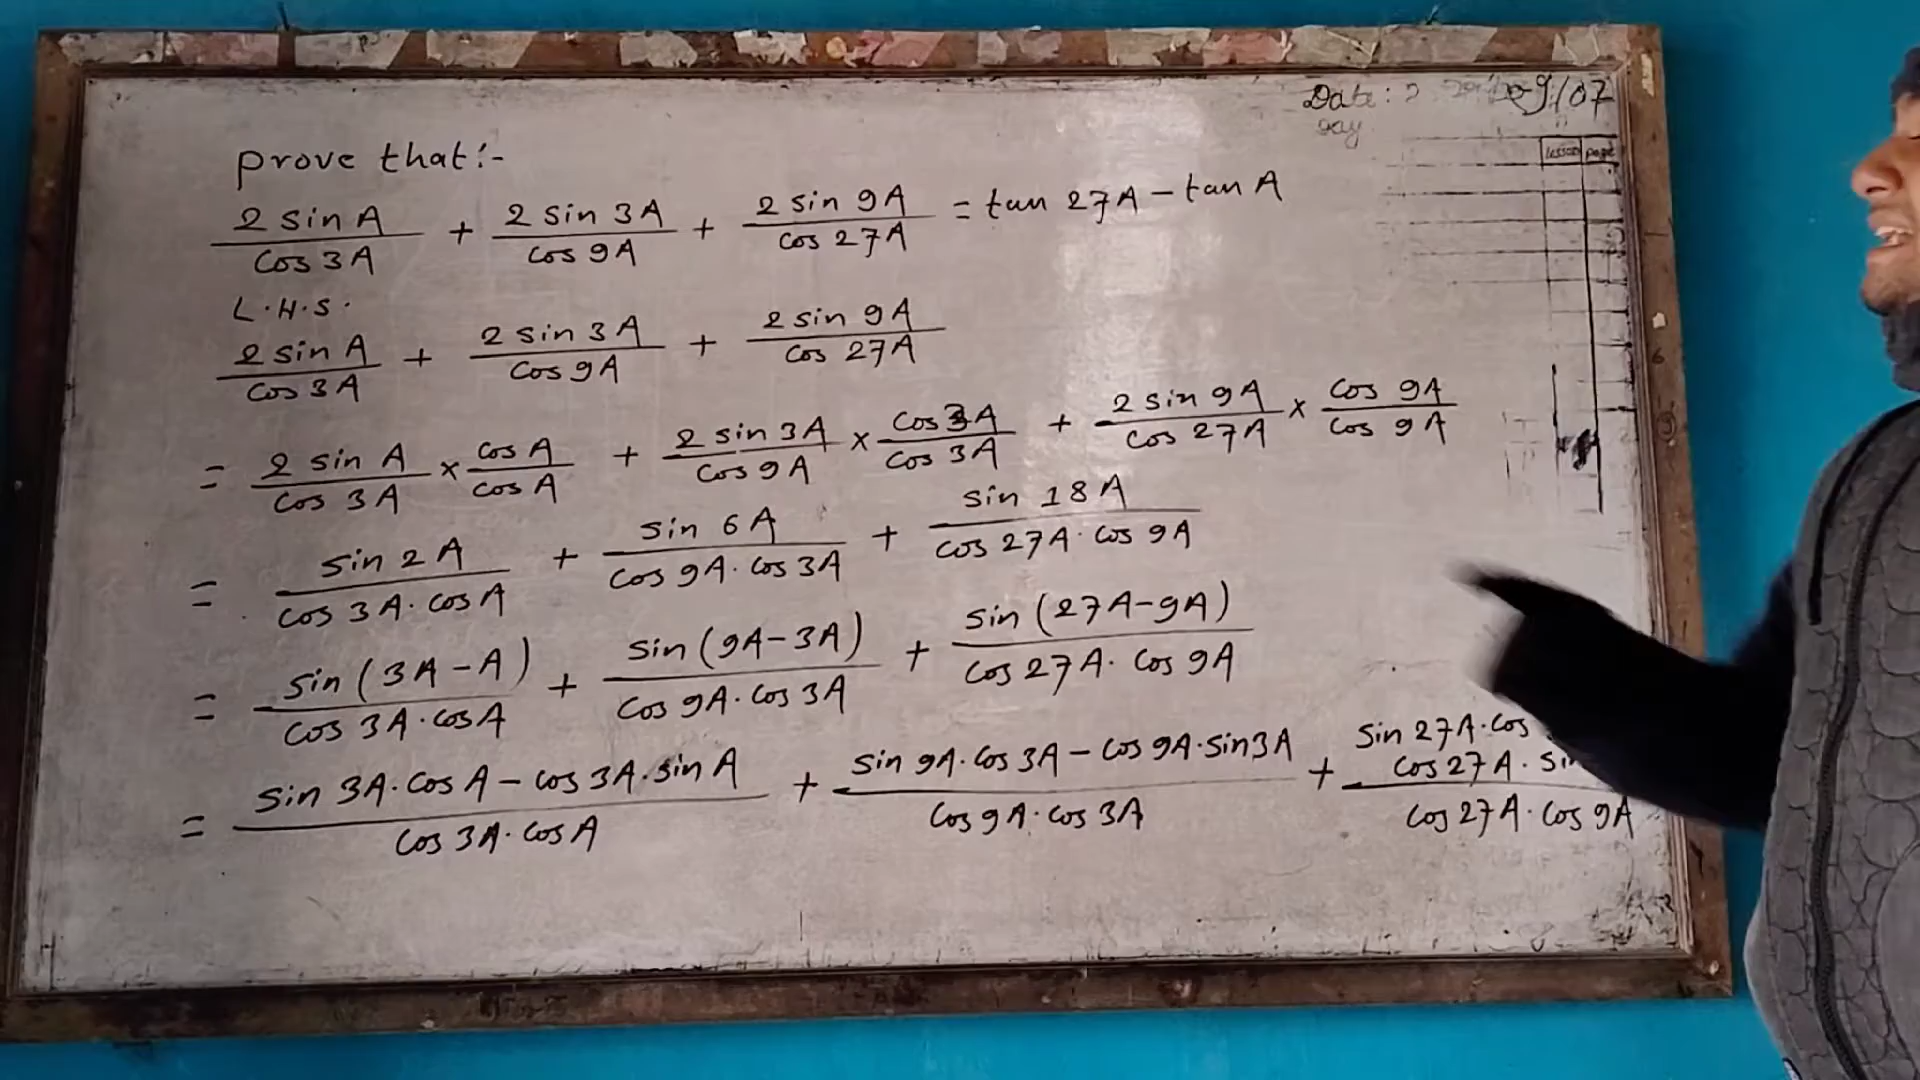 Date: 9/07
lesson page
prove that:-
2 sin A / cos 3A + 2 sin 3A / cos 9A + 2 sin 9A / cos 27A = tan 27A - tan A
L.H.S.
2 sin A / cos 3A + 2 sin 3A / cos 9A + 2 sin 9A / cos 27A
= 2 sin A / cos 3A × cos A / cos A + 2 sin 3A / cos 9A × cos 3A / cos 3A + 2 sin 9A / cos 27A × cos 9A / cos 9A
= sin 2A / cos 3A. cos A + sin 6A / cos 9A. cos 3A + sin 18A / cos 27A. cos 9A
= sin (3A - A) / cos 3A. cos A + sin (9A - 3A) / cos 9A. cos 3A + sin (27A - 9A) / cos 27A. cos 9A
= sin 3A. cos A - cos 3A. sin A / cos 3A. cos A + sin 9A. cos 3A - cos 9A. sin 3A / cos 9A. cos 3A + sin 27A. cos cos 27A. / cos 27A. cos 9A